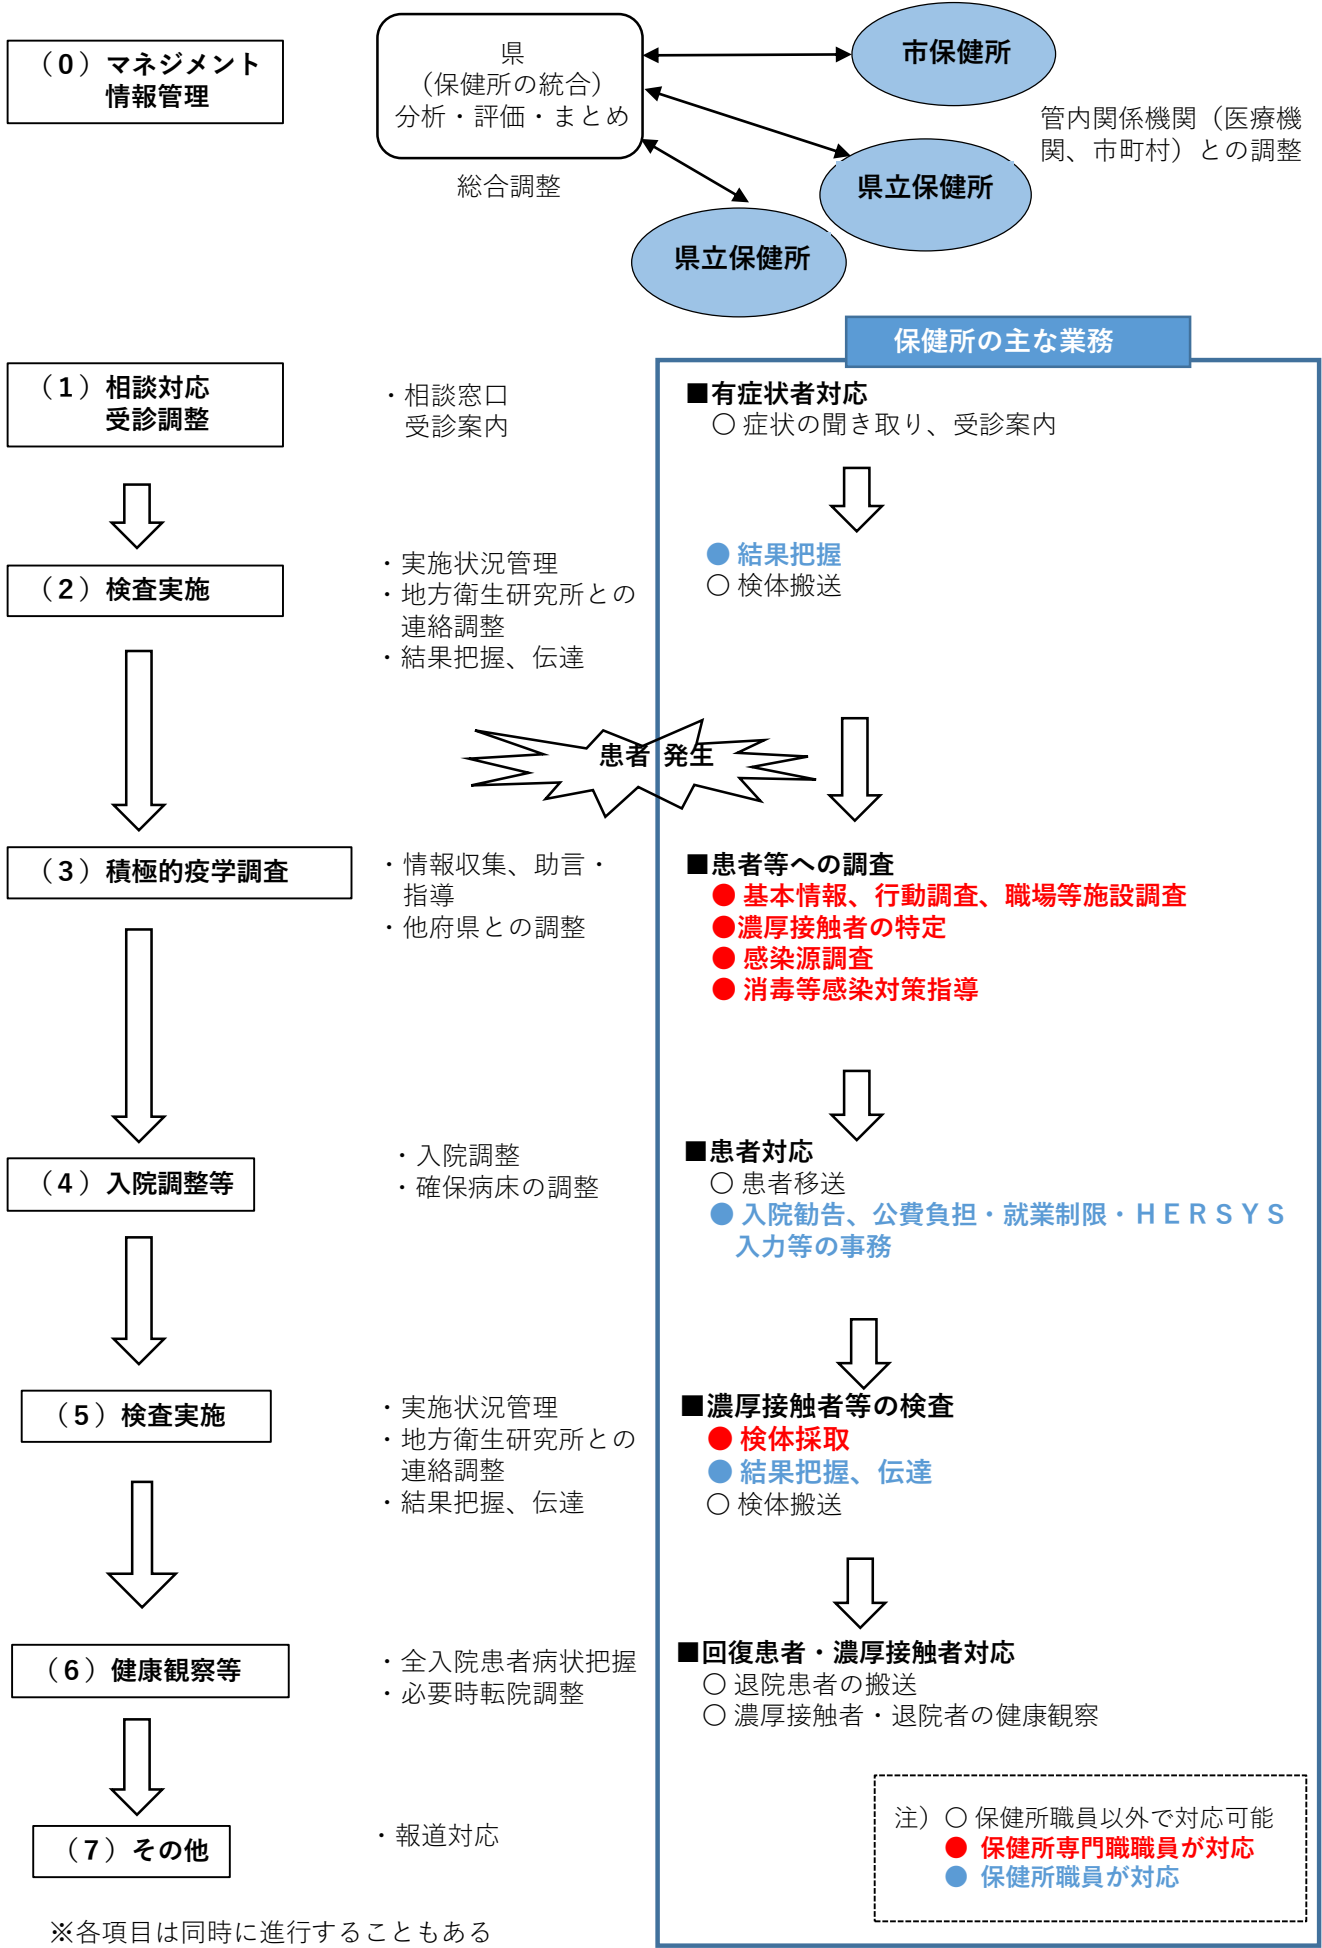 （０）マネジメント
情報管理
県
（保健所の統合）
分析・評価・まとめ
総合調整
市保健所
県立保健所
県立保健所
管内関係機関（医療機
関、市町村）との調整
保健所の主な業務
（１）相談対応
受診調整
・相談窓口
受診案内
■有症状者対応
○ 症状の聞き取り、受診案内
（２）検査実施
・実施状況管理
・地方衛生研究所との
連絡調整
・結果把握、伝達
● 結果把握
○ 検体搬送
患者 発生
（３）積極的疫学調査
・情報収集、助言・
指導
・他府県との調整
■患者等への調査
● 基本情報、行動調査、職場等施設調査
●濃厚接触者の特定
● 感染源調査
● 消毒等感染対策指導
（４）入院調整等
・入院調整
・確保病床の調整
■患者対応
○ 患者移送
● 入院勧告、公費負担・就業制限・ＨＥＲＳＹＳ
入力等の事務
（５）検査実施
・実施状況管理
・地方衛生研究所との
連絡調整
・結果把握、伝達
■濃厚接触者等の検査
● 検体採取
● 結果把握、伝達
○ 検体搬送
（６）健康観察等
・全入院患者病状把握
・必要時転院調整
■回復患者・濃厚接触者対応
○ 退院患者の搬送
○ 濃厚接触者・退院者の健康観察
（７）その他
・報道対応
注）○ 保健所職員以外で対応可能
● 保健所専門職職員が対応
● 保健所職員が対応
※各項目は同時に進行することもある